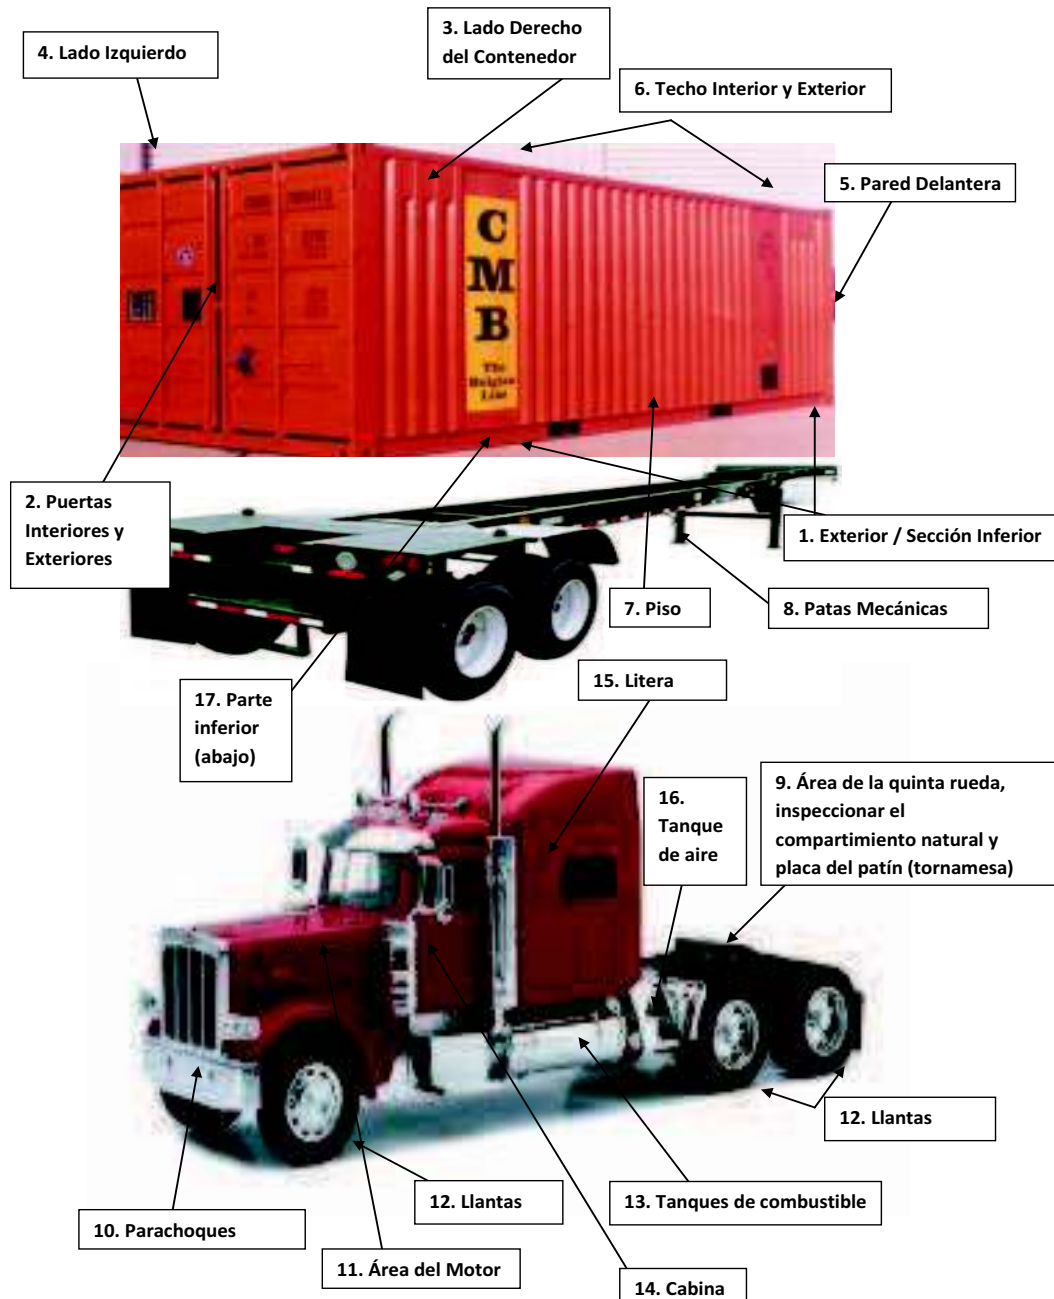 3. Lado Derecho
del Contenedor
4. Lado Izquierdo
6. Techo Interior y Exterior
5. Pared Delantera
C
M
B
The
Belgian
Line
2. Puertas
Interiores y
Exteriores
1. Exterior / Sección Inferior
7. Piso
8. Patas Mecánicas
17. Parte
inferior
(abajo)
15. Litera
16.
Tanque
de aire
9. Área de la quinta rueda,
inspeccionar el
compartimiento natural y
placa del patín (tornamesa)
12. Llantas
12. Llantas
13. Tanques de combustible
10. Parachoques
11. Área del Motor
14. Cabina